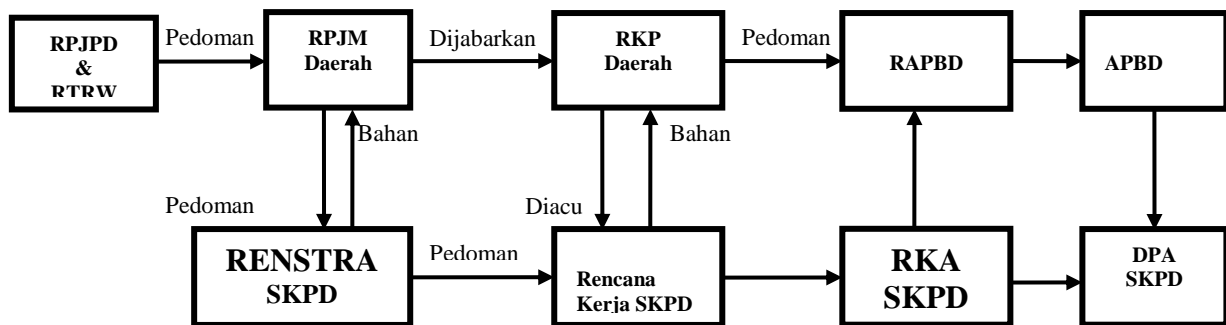 RPJPD
&
RTRW
Pedoman
RPJM
Daerah
Dijabarkan
RKP
Daerah
Pedoman
RAPBD
APBD
Bahan
Bahan
Pedoman
Diacu
RENSTRA
SKPD
Pedoman
Rencana
Kerja SKPD
RKA
SKPD
DPA
SKPD